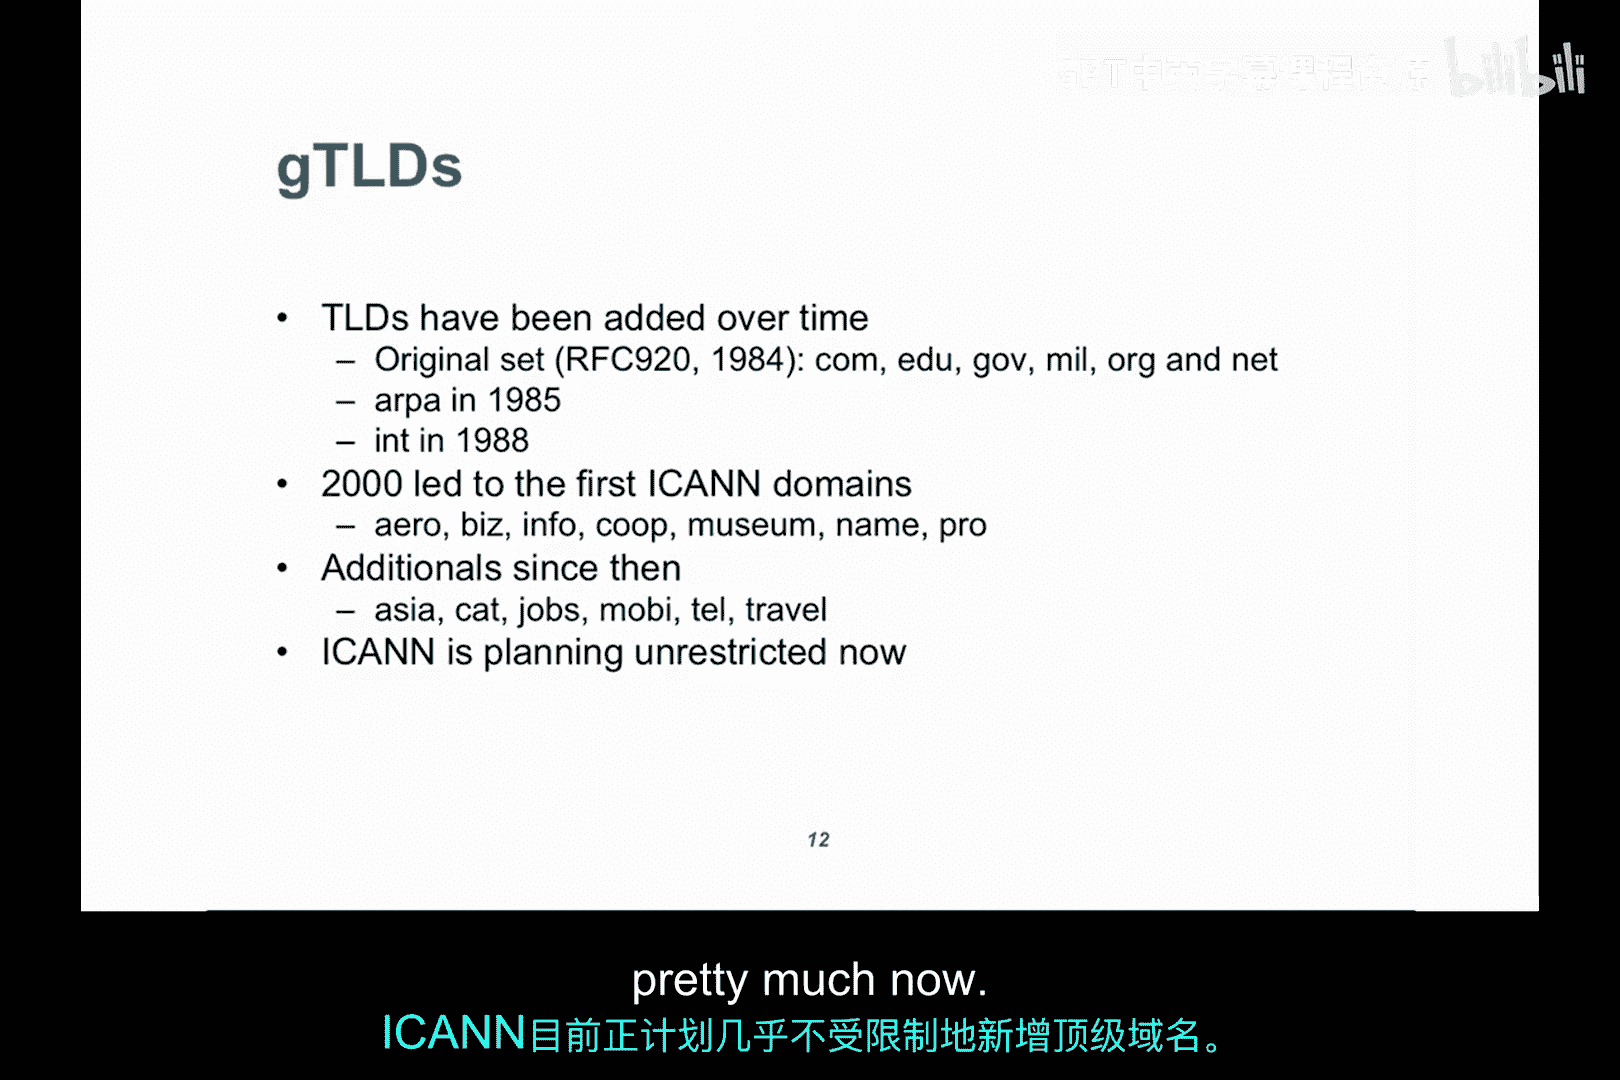 bilibili
gTLDs
• TLDs have been added over time
– Original set (RFC920, 1984): com, edu, gov, mil, org and net
– arpa in 1985
– int in 1988
• 2000 led to the first ICANN domains
– aero, biz, info, coop, museum, name, pro
• Additionals since then
– asia, cat, jobs, mobi, tel, travel
• ICANN is planning unrestricted now
12
pretty much now.
ICANN目前正计划几乎不受限制地新增顶级域名。